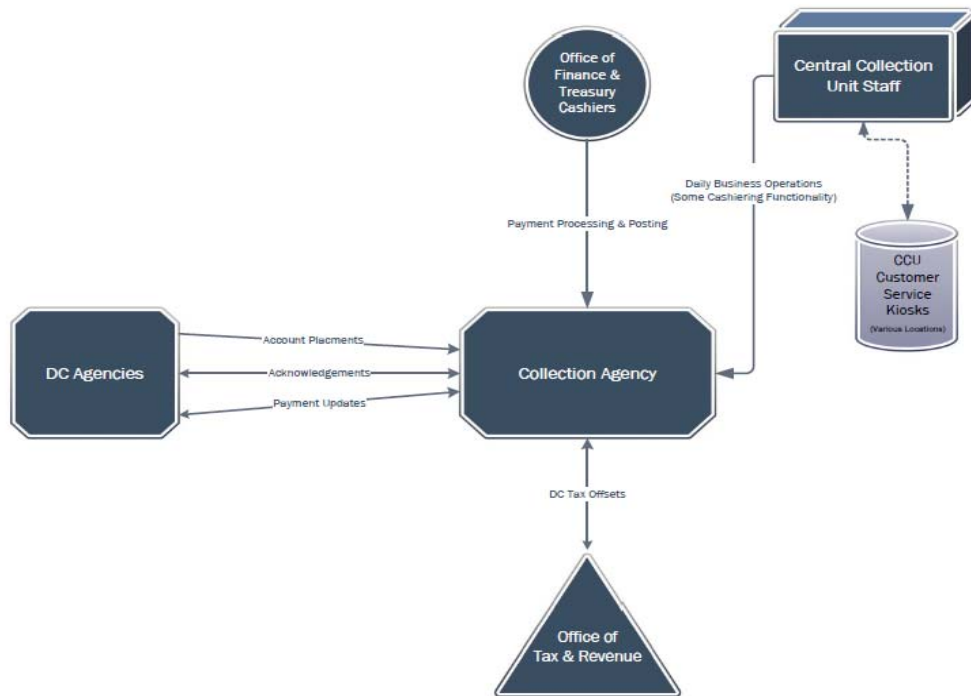 Office of
Finance &
Treasury
Cashiers
Central Collection
Unit Staff
Daily Business Operations
(Some Cashiering Functionality)
Payment Processing & Posting
CCU
Customer
Service
Kiosks
(Various Locations)
DC Agencies
Account Placments
Acknowledgements
Payment Updates
Collection Agency
DC Tax Offsets
Office of
Tax & Revenue